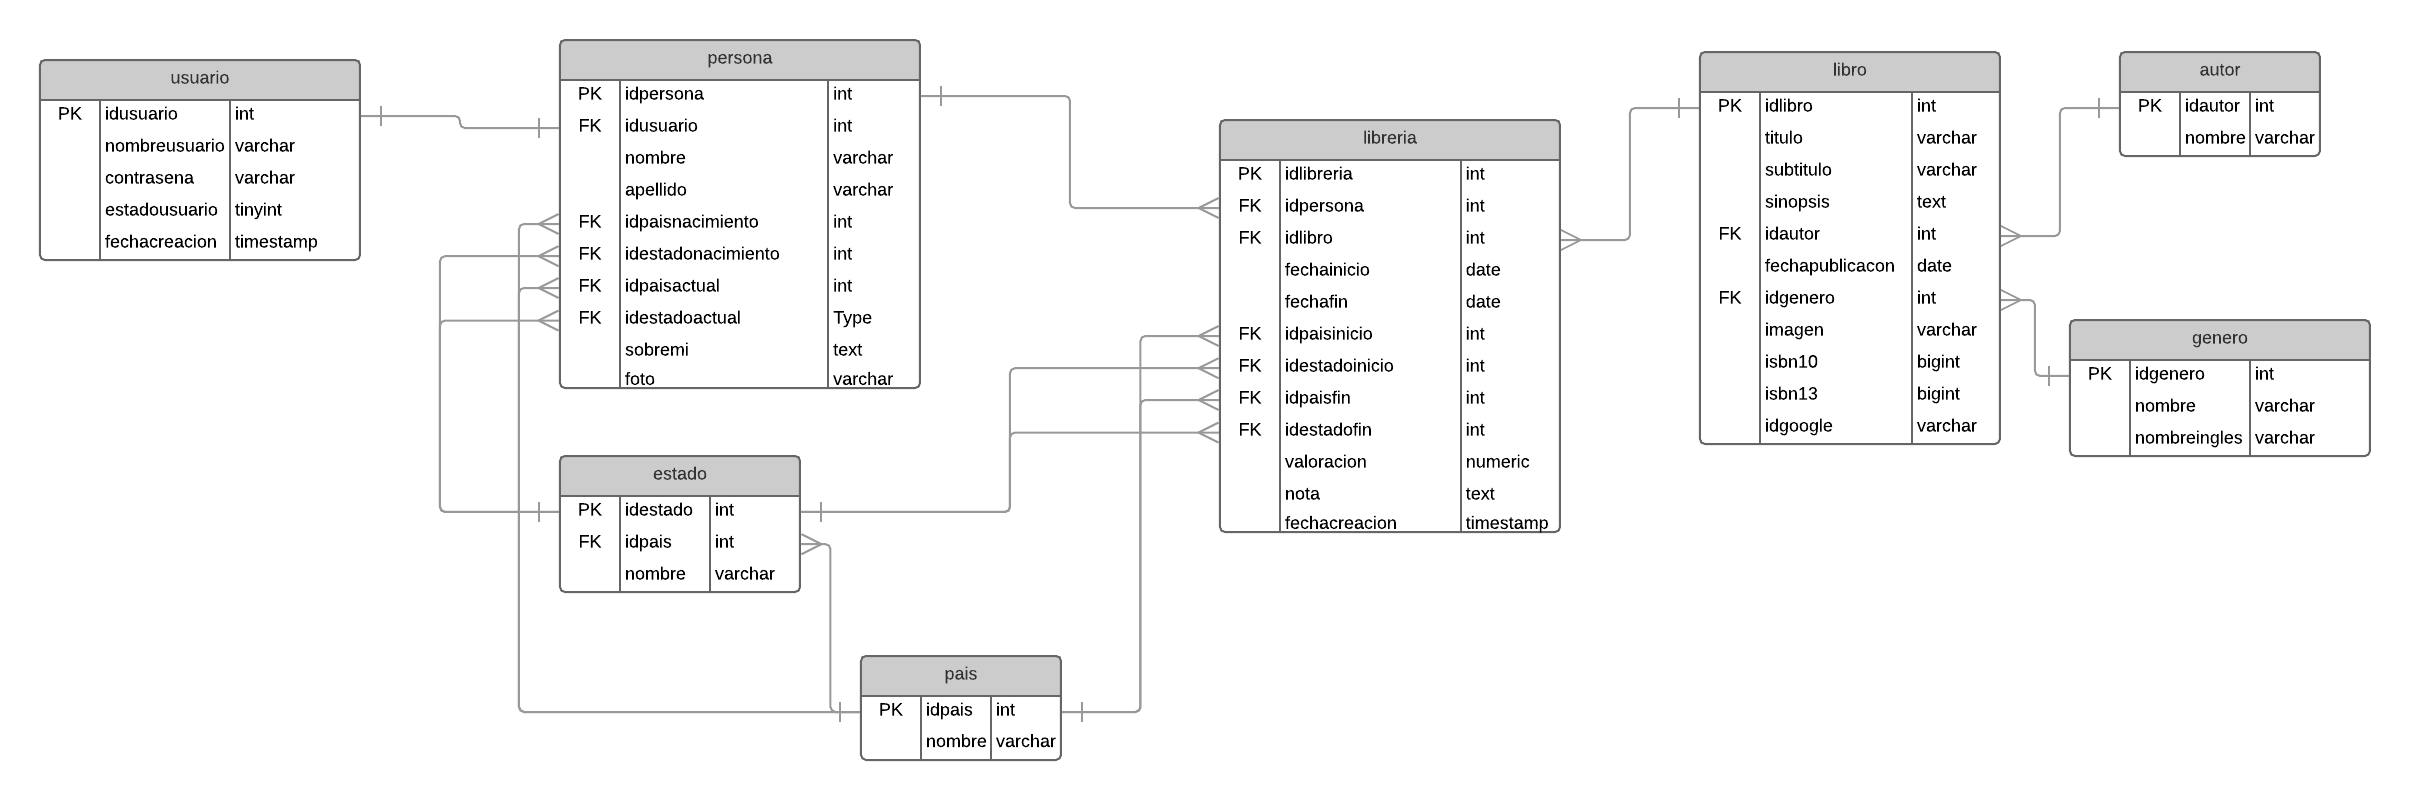 usuario
PK idusuario int
nombreusuario varchar
contrasena varchar
estadousuario tinyint
fechacreacion timestamp
persona
PK idpersona int
FK idusuario int
nombre varchar
apellido varchar
FK idpaisnacimiento int
FK idestadonacimiento int
FK idpaisactual int
FK idestadoactual Type
sobremi text
foto varchar
estado
PK idestado int
FK idpais int
nombre varchar
pais
PK idpais int
nombre varchar
libreria
PK idlibreria int
FK idpersona int
FK idlibro int
fechainicio date
fechafin date
FK idpaisinicio int
FK idestadoinicio int
FK idpaisfin int
FK idestadofin int
valoracion numeric
nota text
fechacreacion timestamp
libro
PK idlibro int
titulo varchar
subtitulo varchar
sinopsis text
FK idautor int
fechapublicacon date
FK idgenero int
imagen varchar
isbn10 bigint
isbn13 bigint
idgoogle varchar
autor
PK idautor int
nombre varchar
genero
PK idgenero int
nombre varchar
nombreingles varchar